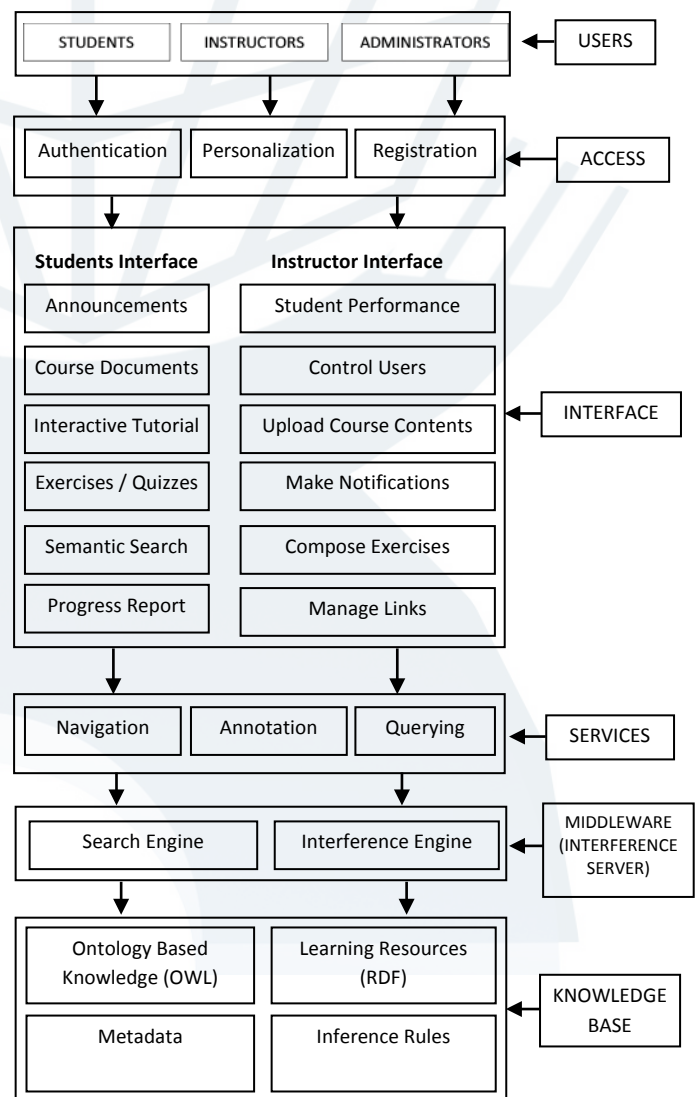 STUDENTS INSTRUCTORS ADMINISTRATORS USERS
Authentication Personalization Registration ACCESS
Students Interface Instructor Interface
Announcements Student Performance
Course Documents Control Users
Interactive Tutorial Upload Course Contents INTERFACE
Exercises / Quizzes Make Notifications
Semantic Search Compose Exercises
Progress Report Manage Links
Navigation Annotation Querying SERVICES
Search Engine Interference Engine
MIDDLEWARE
(INTERFERENCE
SERVER)
Ontology Based
Knowledge (OWL)
Learning Resources
(RDF)
Metadata Inference Rules
KNOWLEDGE
BASE